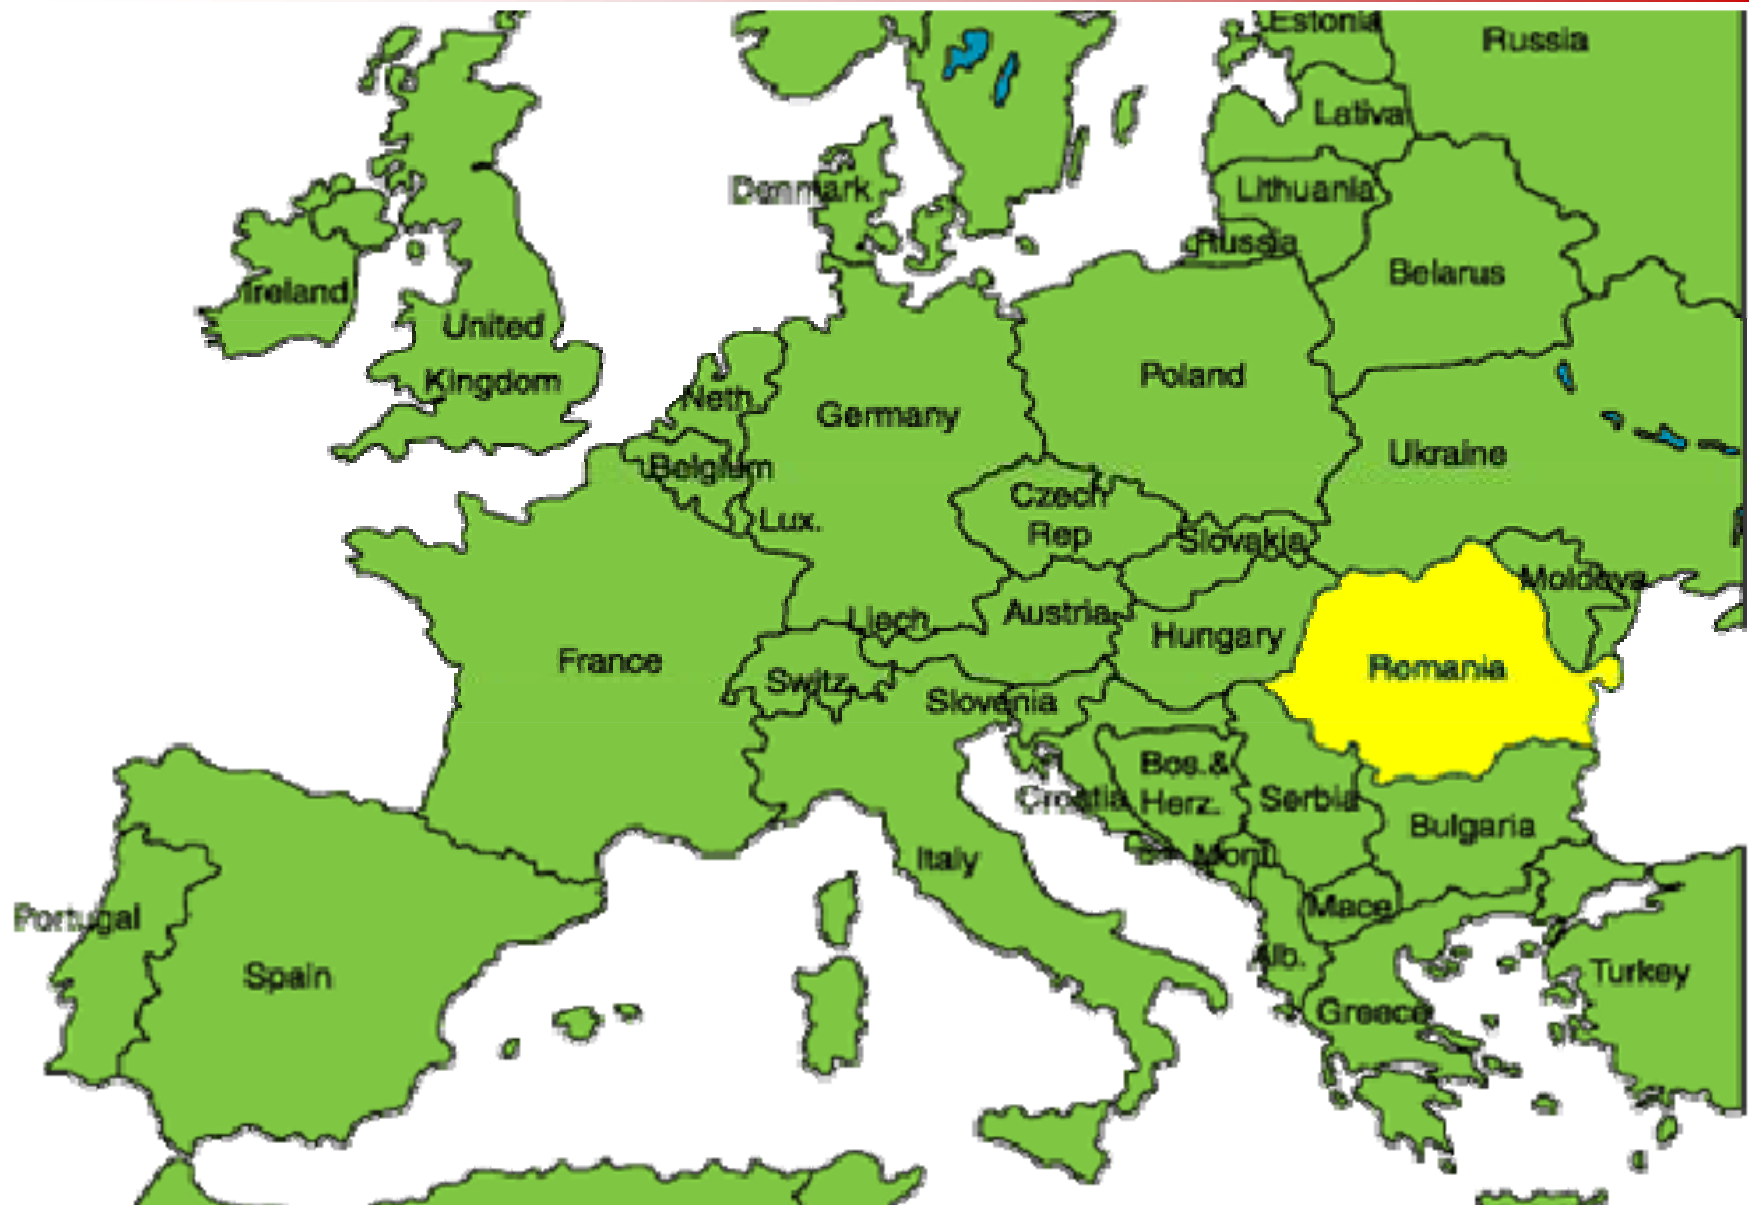 Estonia
Russia
Lativa
Denmark
Lithuania
Russia
Belarus
Ireland
United
Kingdom
Neth.
Germany
Poland
Belgium
Ukraine
Czech
Rep
Lux.
Slovakia
Moldova
Liech
Austria
Hungary
France
Switz.
Slovenia
Romania
Bos.&
Herz.
Croatia
Serbia
Bulgaria
Italy
Mont.
Portugal
Mace
Spain
Alb.
Turkey
Greece